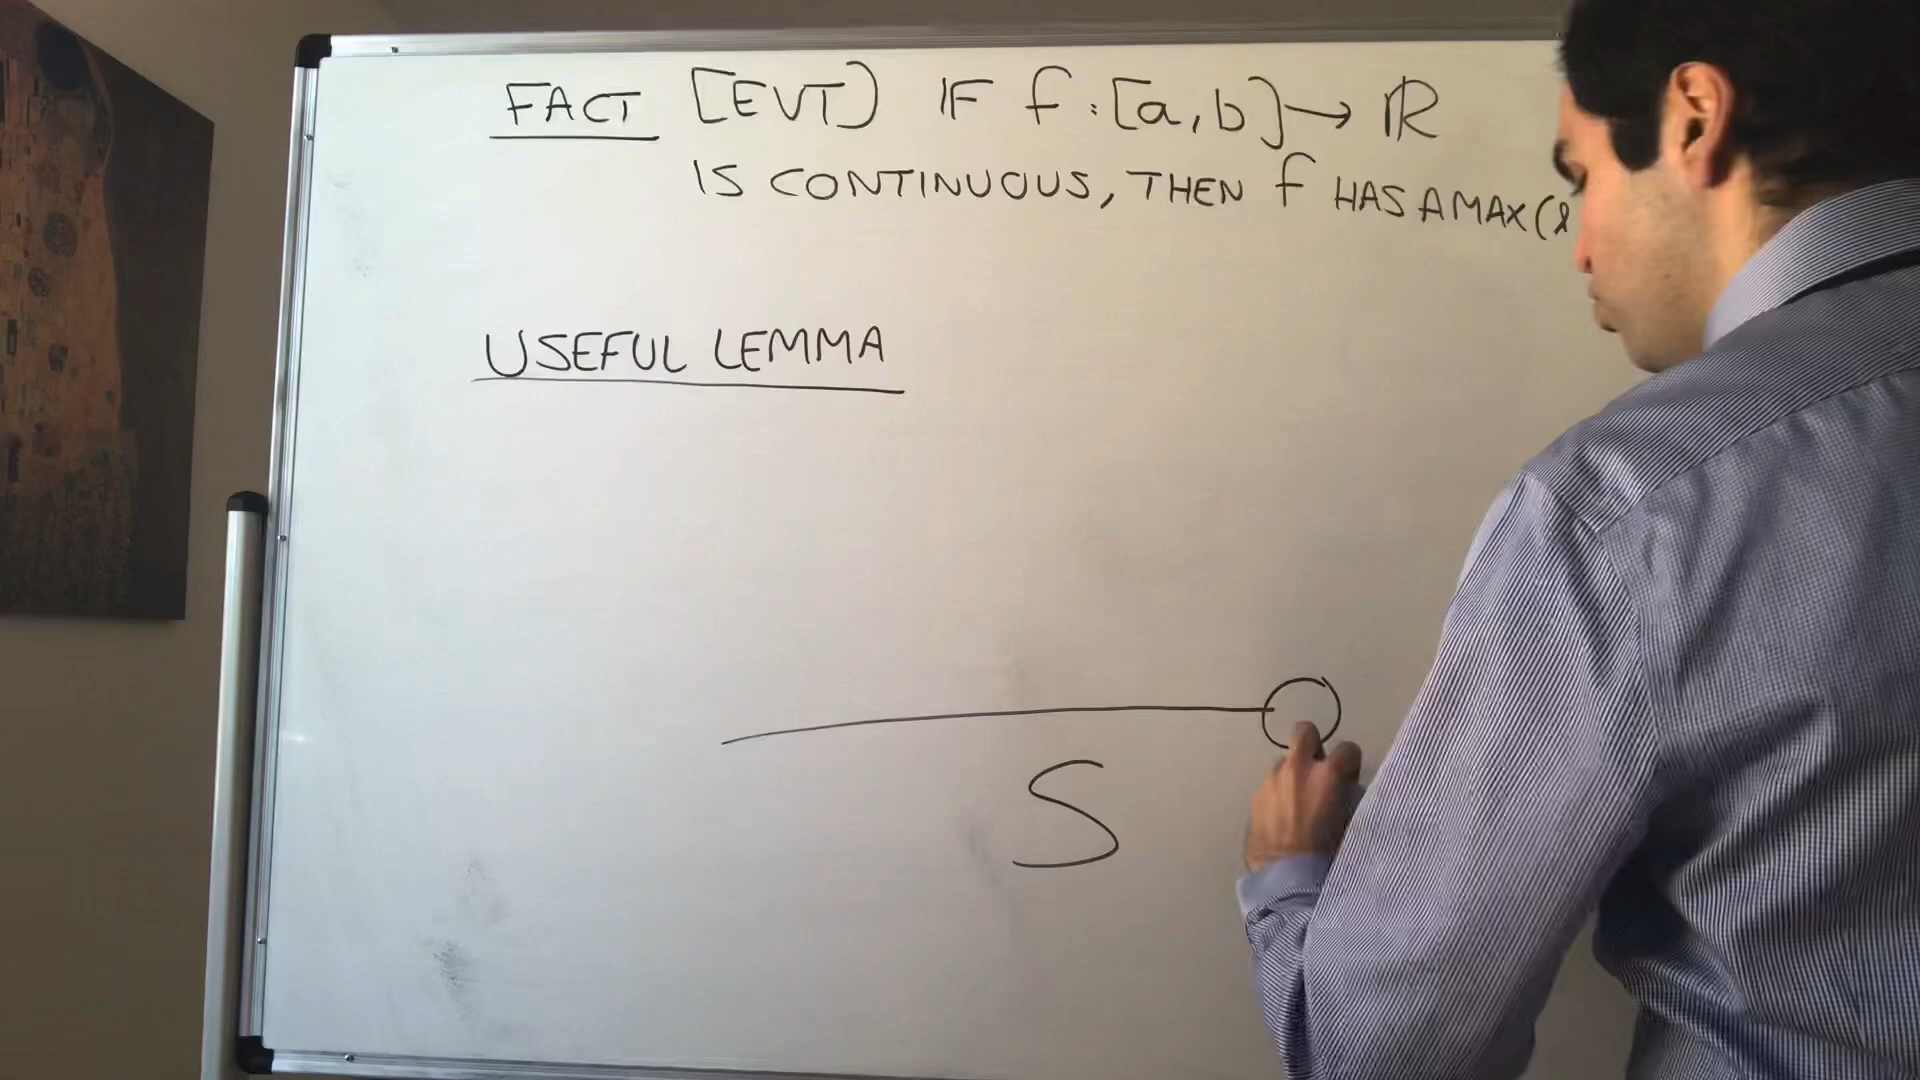 FACT [EVT] IF f : [a,b] → ℝ
IS CONTINUOUS, THEN f HAS A MAX (&
USEFUL LEMMA
S